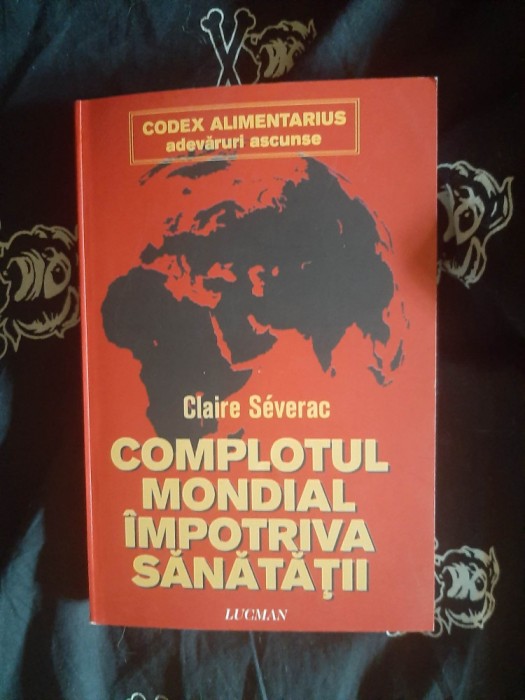 CODEX ALIMENTARIUS
adevăruri ascunse
Claire Séverac
COMPLOTUL
MONDIAL
ÎMPOTRIVA
SĂNĂTĂȚII
LUCMAN